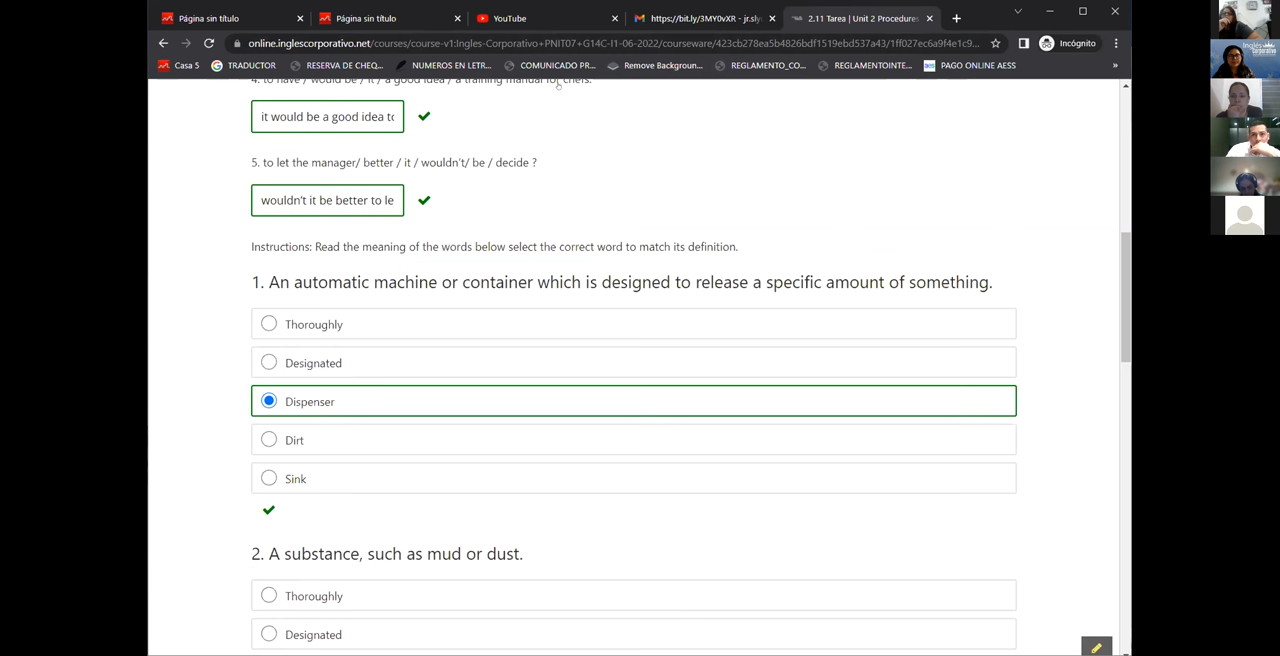 Página sin título
Página sin título
YouTube
https://bit.ly/3MY0vXR - jr.sly
2.11 Tarea | Unit 2 Procedures
online.inglescorporativo.net/courses/course-v1:Ingles-Corporativo+PNIT07+G14C-I1-06-2022/courseware/423cb278ea5b4826bdf1519ebd537a43/1ff027ec6a9f4e1c9...
Incógnito
Casa 5
TRADUCTOR
RESERVA DE CHEQ...
NUMEROS EN LETR...
COMUNICADO PR...
Remove Backgroun...
REGLAMENTO_CO...
REGLAMENTOINTE...
PAGO ONLINE AESS
»
4. to have / would be / it / a good idea / a training manual for chefs.
it would be a good idea to
5. to let the manager/ better / it / wouldn't/ be / decide ?
wouldn't it be better to le
Instructions: Read the meaning of the words below select the correct word to match its definition.
1. An automatic machine or container which is designed to release a specific amount of something.
Thoroughly
Designated
Dispenser
Dirt
Sink
2. A substance, such as mud or dust.
Thoroughly
Designated